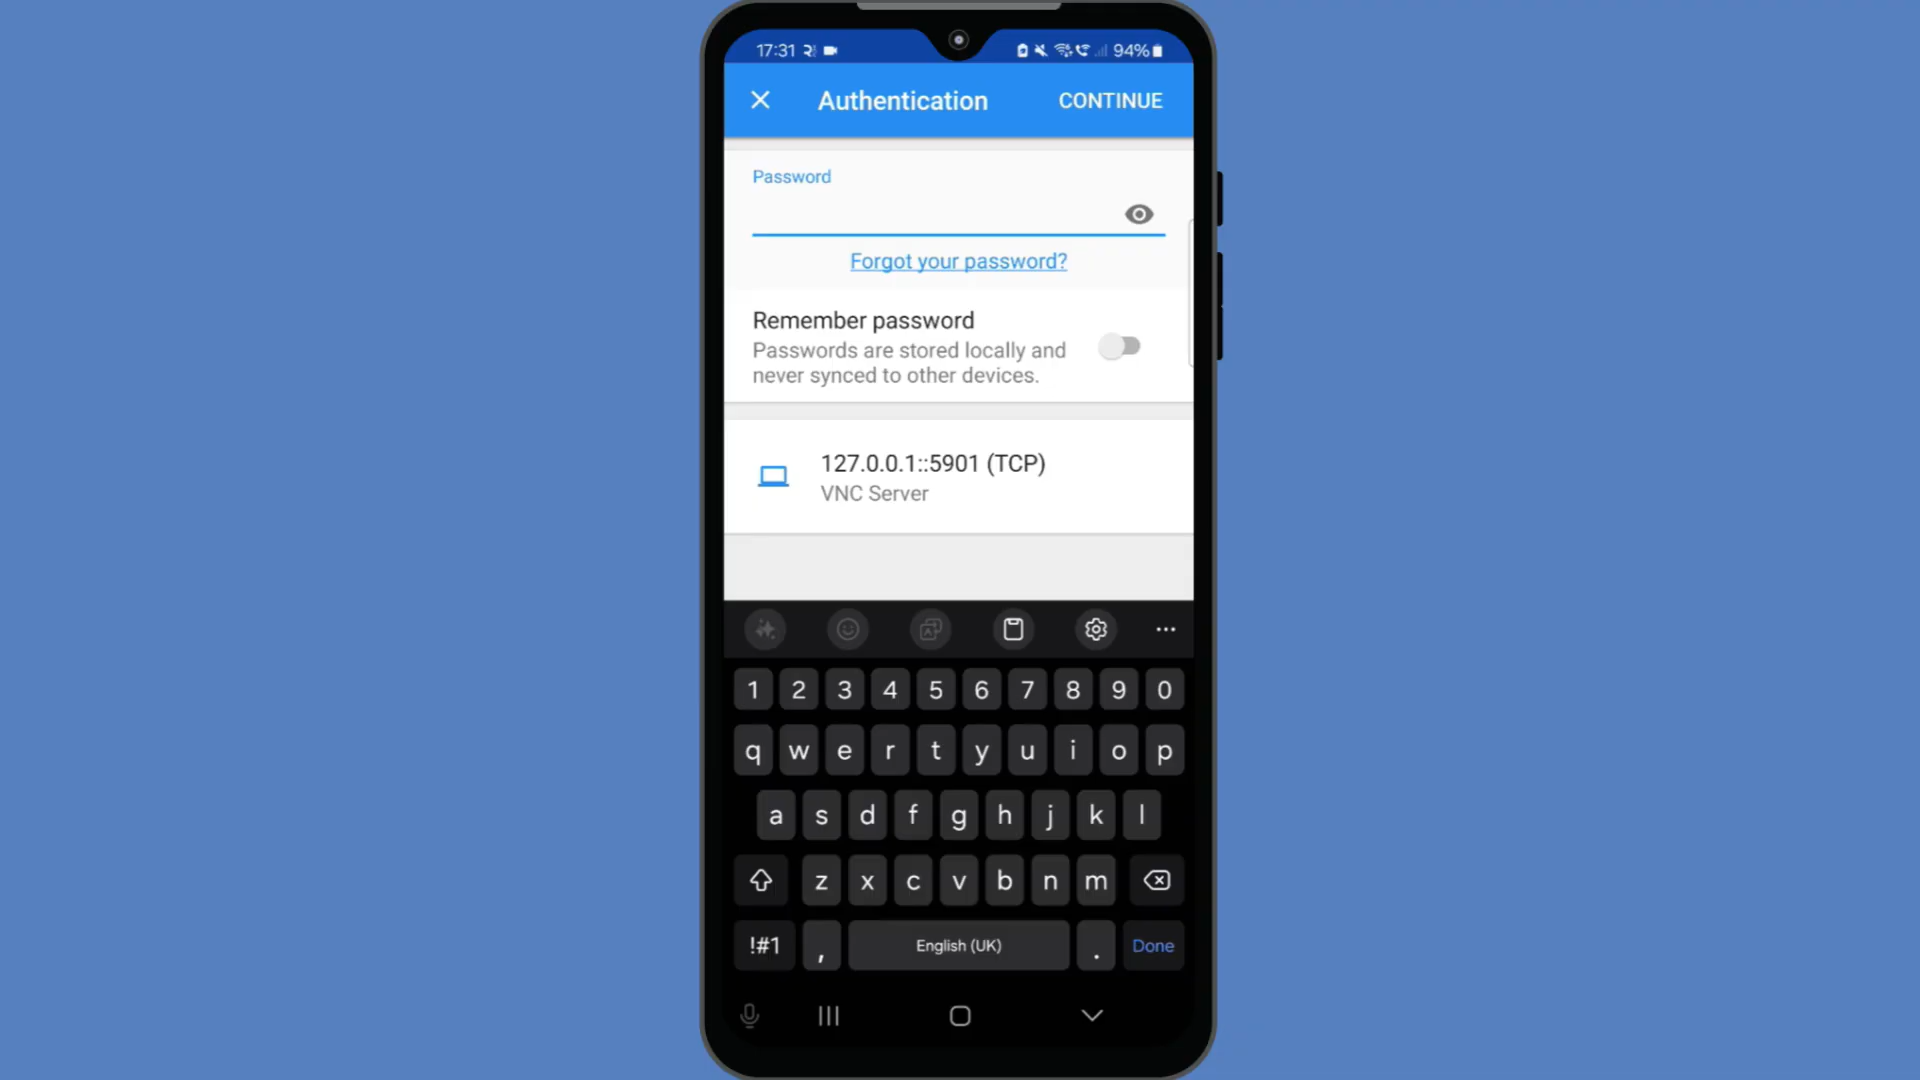 17:31 94%
Authentication CONTINUE
Password
Forgot your password?
Remember password
Passwords are stored locally and
never synced to other devices.
127.0.0.1::5901 (TCP)
VNC Server
1 2 3 4 5 6 7 8 9 0
q w e r t y u i o p
a s d f g h j k l
z x c v b n m
!#1 , English (UK) . Done